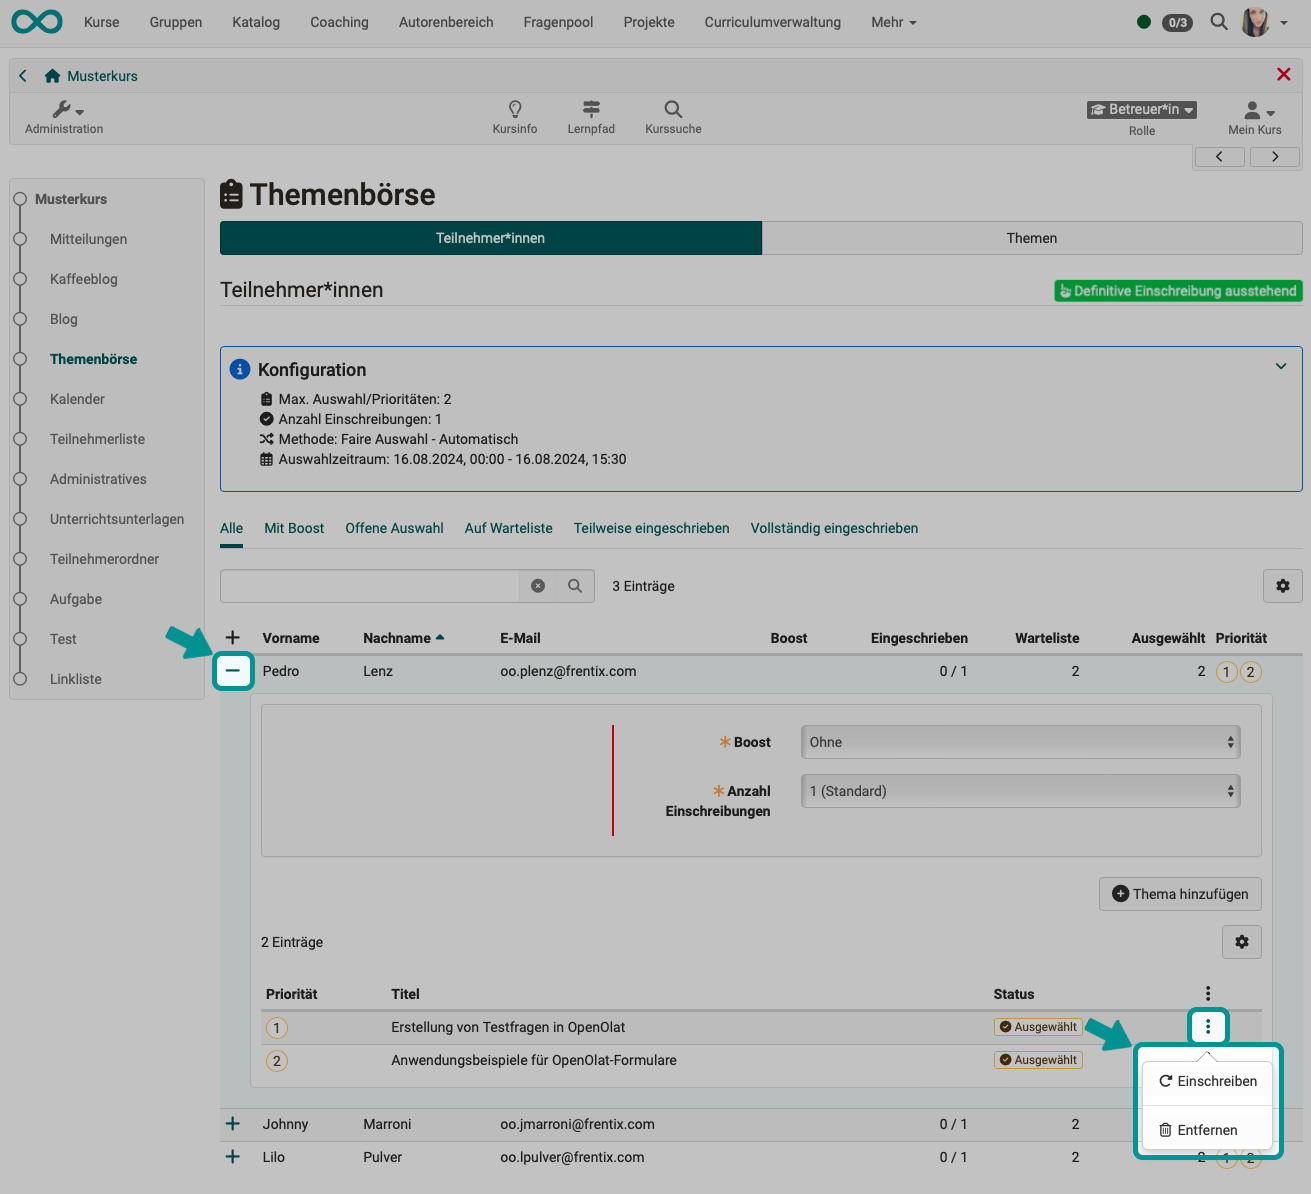 Kurse Gruppen Katalog Coaching Autorenbereich Fragenpool Projekte Curriculumverwaltung Mehr 0/3
Musterkurs
Administration Kursinfo Lernpfad Kurssuche Betreuer*in Rolle Mein Kurs
Musterkurs
Mitteilungen
Kaffeeblog
Blog
Themenbörse
Kalender
Teilnehmerliste
Administratives
Unterrichtsunterlagen
Teilnehmerordner
Aufgabe
Test
Linkliste
Themenbörse
Teilnehmer*innen Themen
Teilnehmer*innen Definitive Einschreibung ausstehend
Konfiguration
Max. Auswahl/Prioritäten: 2
Anzahl Einschreibungen: 1
Methode: Faire Auswahl - Automatisch
Auswahlzeitraum: 16.08.2024, 00:00 - 16.08.2024, 15:30
Alle Mit Boost Offene Auswahl Auf Warteliste Teilweise eingeschrieben Vollständig eingeschrieben
3 Einträge
Vorname Nachname E-Mail Boost Eingeschrieben Warteliste Ausgewählt Priorität
Pedro Lenz oo.plenz@frentix.com 0 / 1 2 2 1 2
Boost Ohne
Anzahl Einschreibungen 1 (Standard)
Thema hinzufügen
2 Einträge
Priorität Titel Status
1 Erstellung von Testfragen in OpenOlat Ausgewählt
2 Anwendungsbeispiele für OpenOlat-Formulare Ausgewählt
Einschreiben
Entfernen
Johnny Marroni oo.jmarroni@frentix.com 0 / 1 2
Lilo Pulver oo.lpulver@frentix.com 0 / 1 2 2 1 2